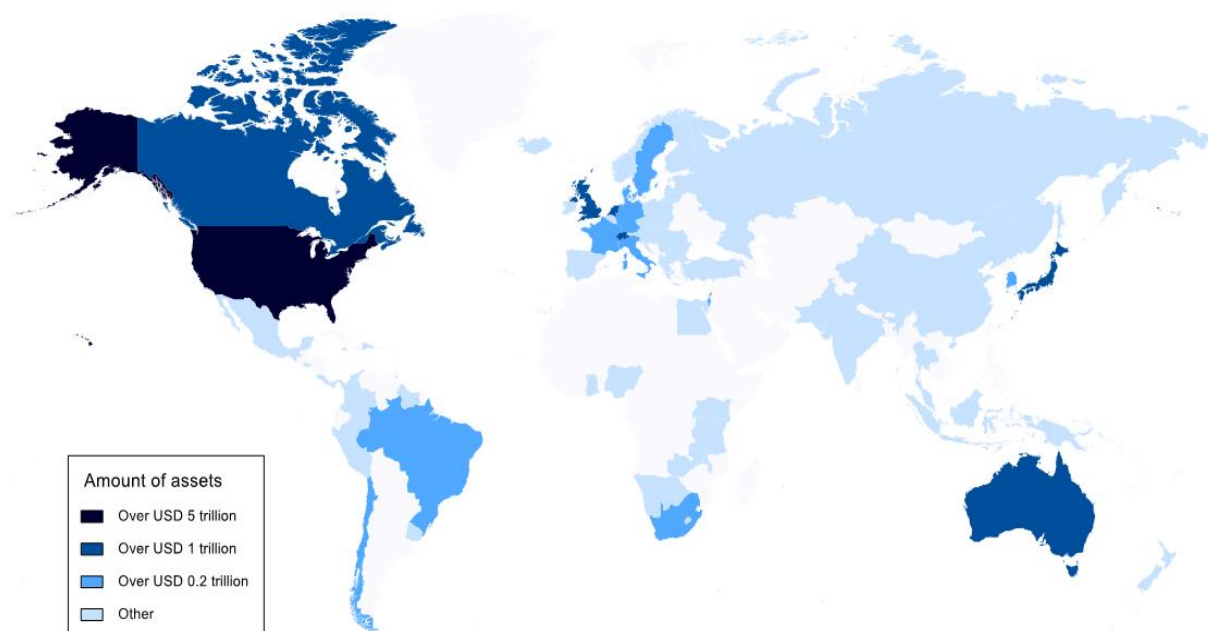 Amount of assets
Over USD 5 trillion
Over USD 1 trillion
Over USD 0.2 trillion
Other